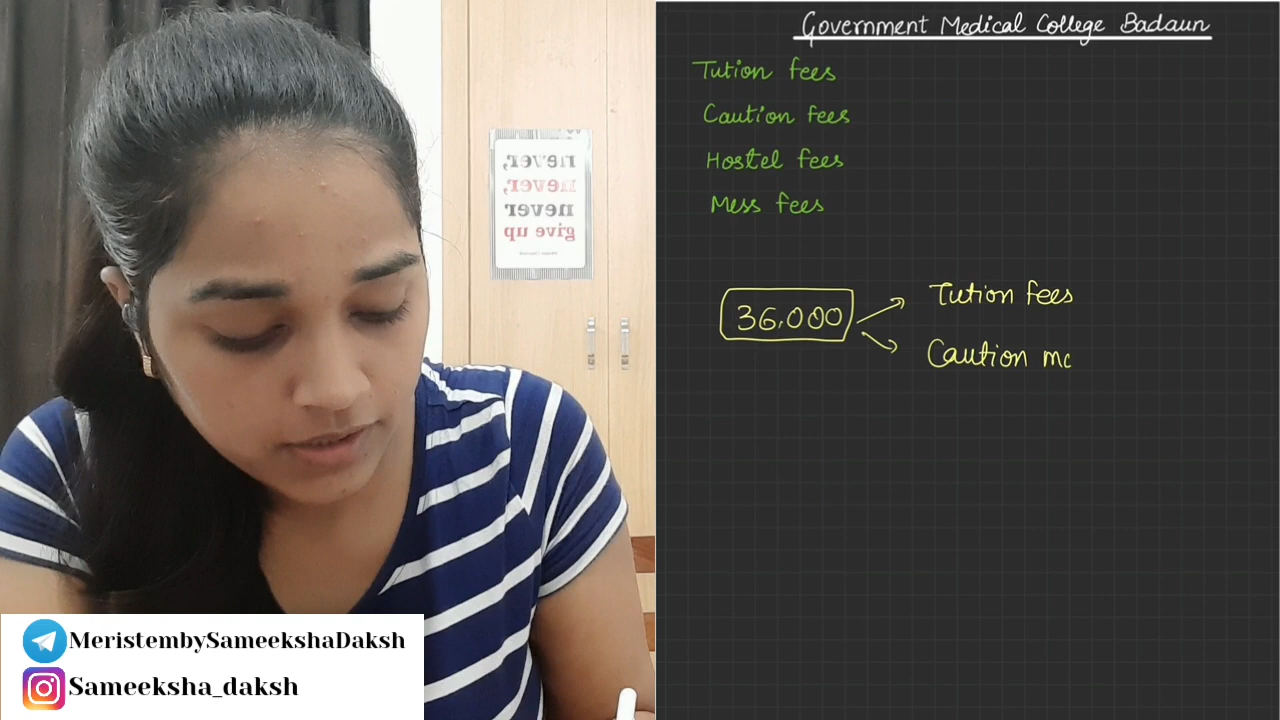 Government Medical College Badaun
Tution fees
Caution fees
Hostel fees
Mess fees
36,000
Tution fees
Caution mo
never,
never,
never
give up
MeristembySameekshaDaksh
Sameeksha_daksh